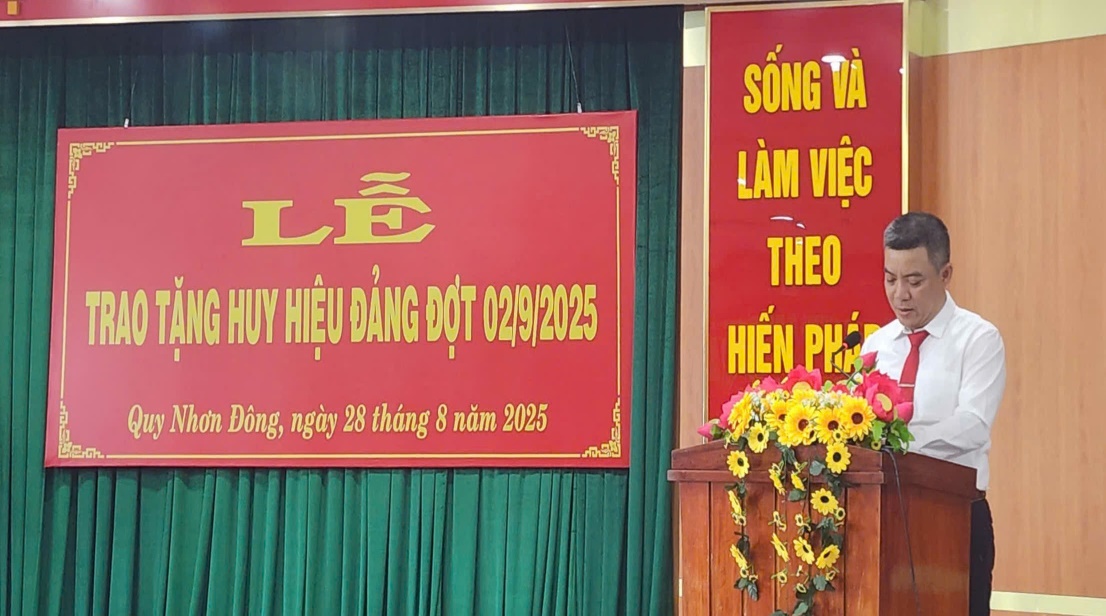 LỄ
TRAO TẶNG HUY HIỆU ĐẢNG ĐỢT 02/9/2025
Quy Nhơn Đông, ngày 28 tháng 8 năm 2025
SỐNG VÀ
LÀM VIỆC
THEO
HIẾN PHÁP